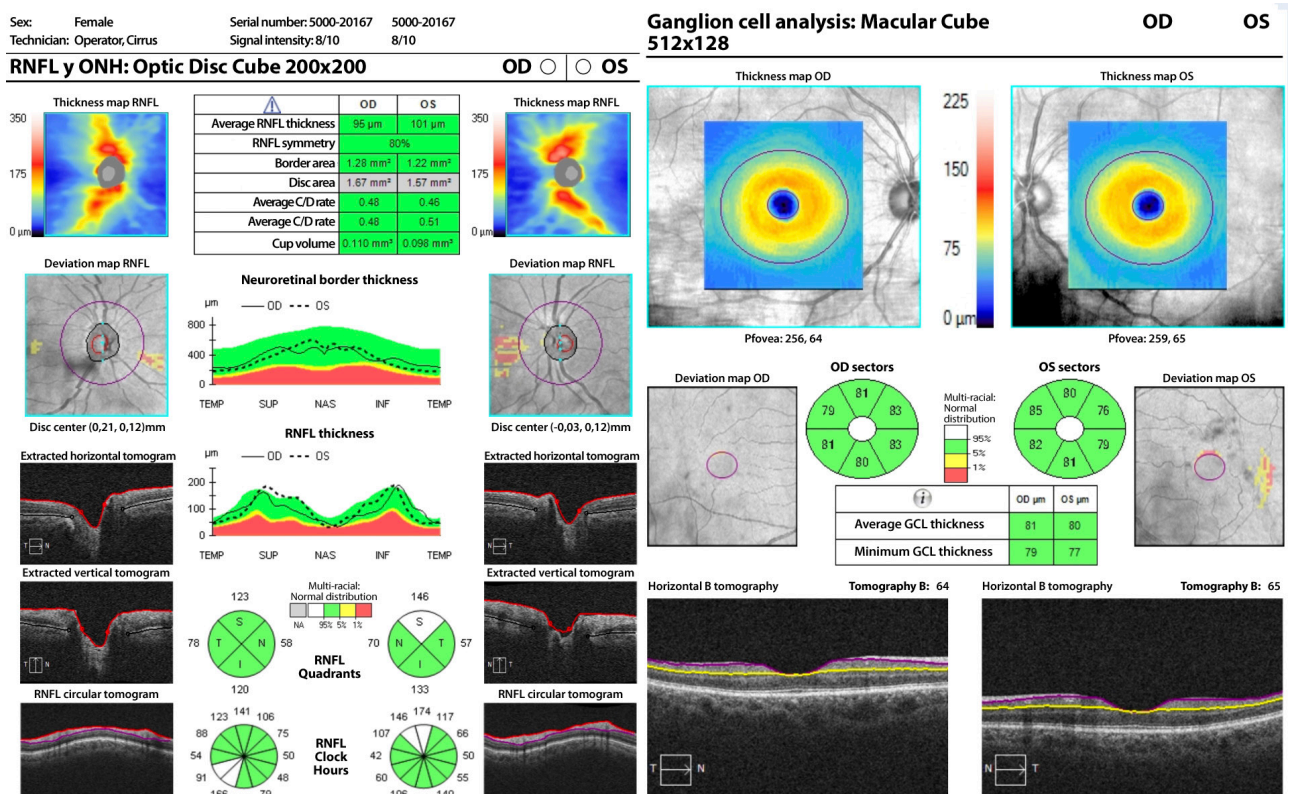 Sex: Female Serial number: 5000-20167 5000-20167
Technician: Operator, Cirrus Signal intensity: 8/10 8/10
RNFL y ONH: Optic Disc Cube 200x200 OD OS
Thickness map RNFL
350
175
0 µm
OD OS
Average RNFL thickness 95 µm 101 µm
RNFL symmetry 80%
Border area 1.28 mm² 1.22 mm²
Disc area 1.67 mm² 1.57 mm²
Average C/D rate 0.48 0.46
Average C/D rate 0.48 0.51
Cup volume 0.110 mm³ 0.098 mm³
Thickness map RNFL
350
175
0 µm
Deviation map RNFL
Disc center (0,21, 0,12)mm
Neuroretinal border thickness
µm OD OS
800
400
0
TEMP SUP NAS INF TEMP
Deviation map RNFL
Disc center (-0,03, 0,12)mm
RNFL thickness
µm OD OS
200
100
0
TEMP SUP NAS INF TEMP
Extracted horizontal tomogram
T N
Extracted horizontal tomogram
N T
Extracted vertical tomogram
I N
Extracted vertical tomogram
N T
Multi-racial:
Normal distribution
NA 95% 5% 1%
123
S
78 T N 58
I
120
RNFL
Quadrants
146
S
70 N T 57
I
133
RNFL circular tomogram
RNFL circular tomogram
123 141 106
88 75
54 50
91 48
166 79
RNFL
Clock
Hours
146 174 117
107 66
42 50
60 55
106 140
Ganglion cell analysis: Macular Cube
512x128
OD OS
Thickness map OD
Pfovea: 256, 64
225
150
75
0 µm
Thickness map OS
Pfovea: 259, 65
Deviation map OD
OD sectors
81
79 83
81 83
80
Multi-racial:
Normal
distribution
95%
5%
1%
OS sectors
80
85 76
82 79
81
Deviation map OS
i OD µm OS µm
Average GCL thickness 81 80
Minimum GCL thickness 79 77
Horizontal B tomography Tomography B: 64
T N
Horizontal B tomography Tomography B: 65
N T